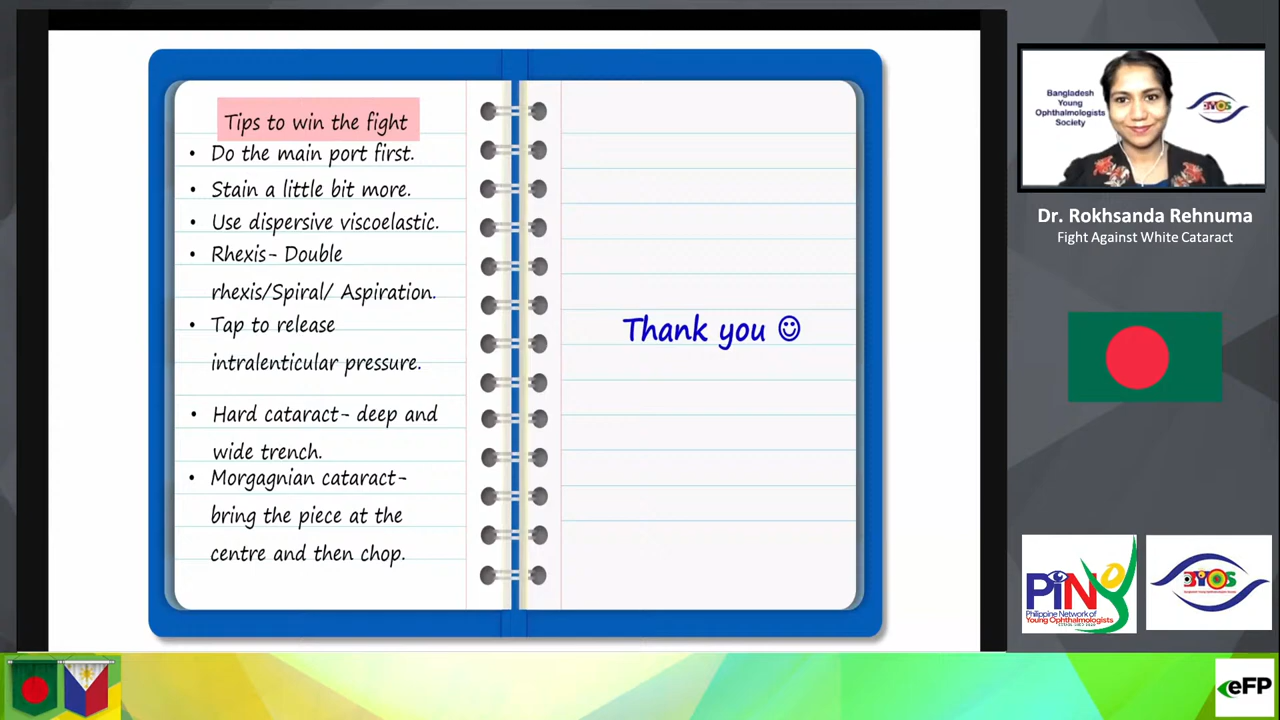 Tips to win the fight
• Do the main port first.
• Stain a little bit more.
• Use dispersive viscoelastic.
• Rhexis- Double
rhexis/Spiral/ Aspiration.
• Tap to release
intralenticular pressure.
• Hard cataract- deep and
wide trench.
• Morgagnian cataract-
bring the piece at the
centre and then chop.
Thank you ☺
Bangladesh
Young
Ophthalmologists
Society
BYOS
Dr. Rokhsanda Rehnuma
Fight Against White Cataract
PiNY
Philippine Network of
Young Ophthalmologists
BYOS
eFP